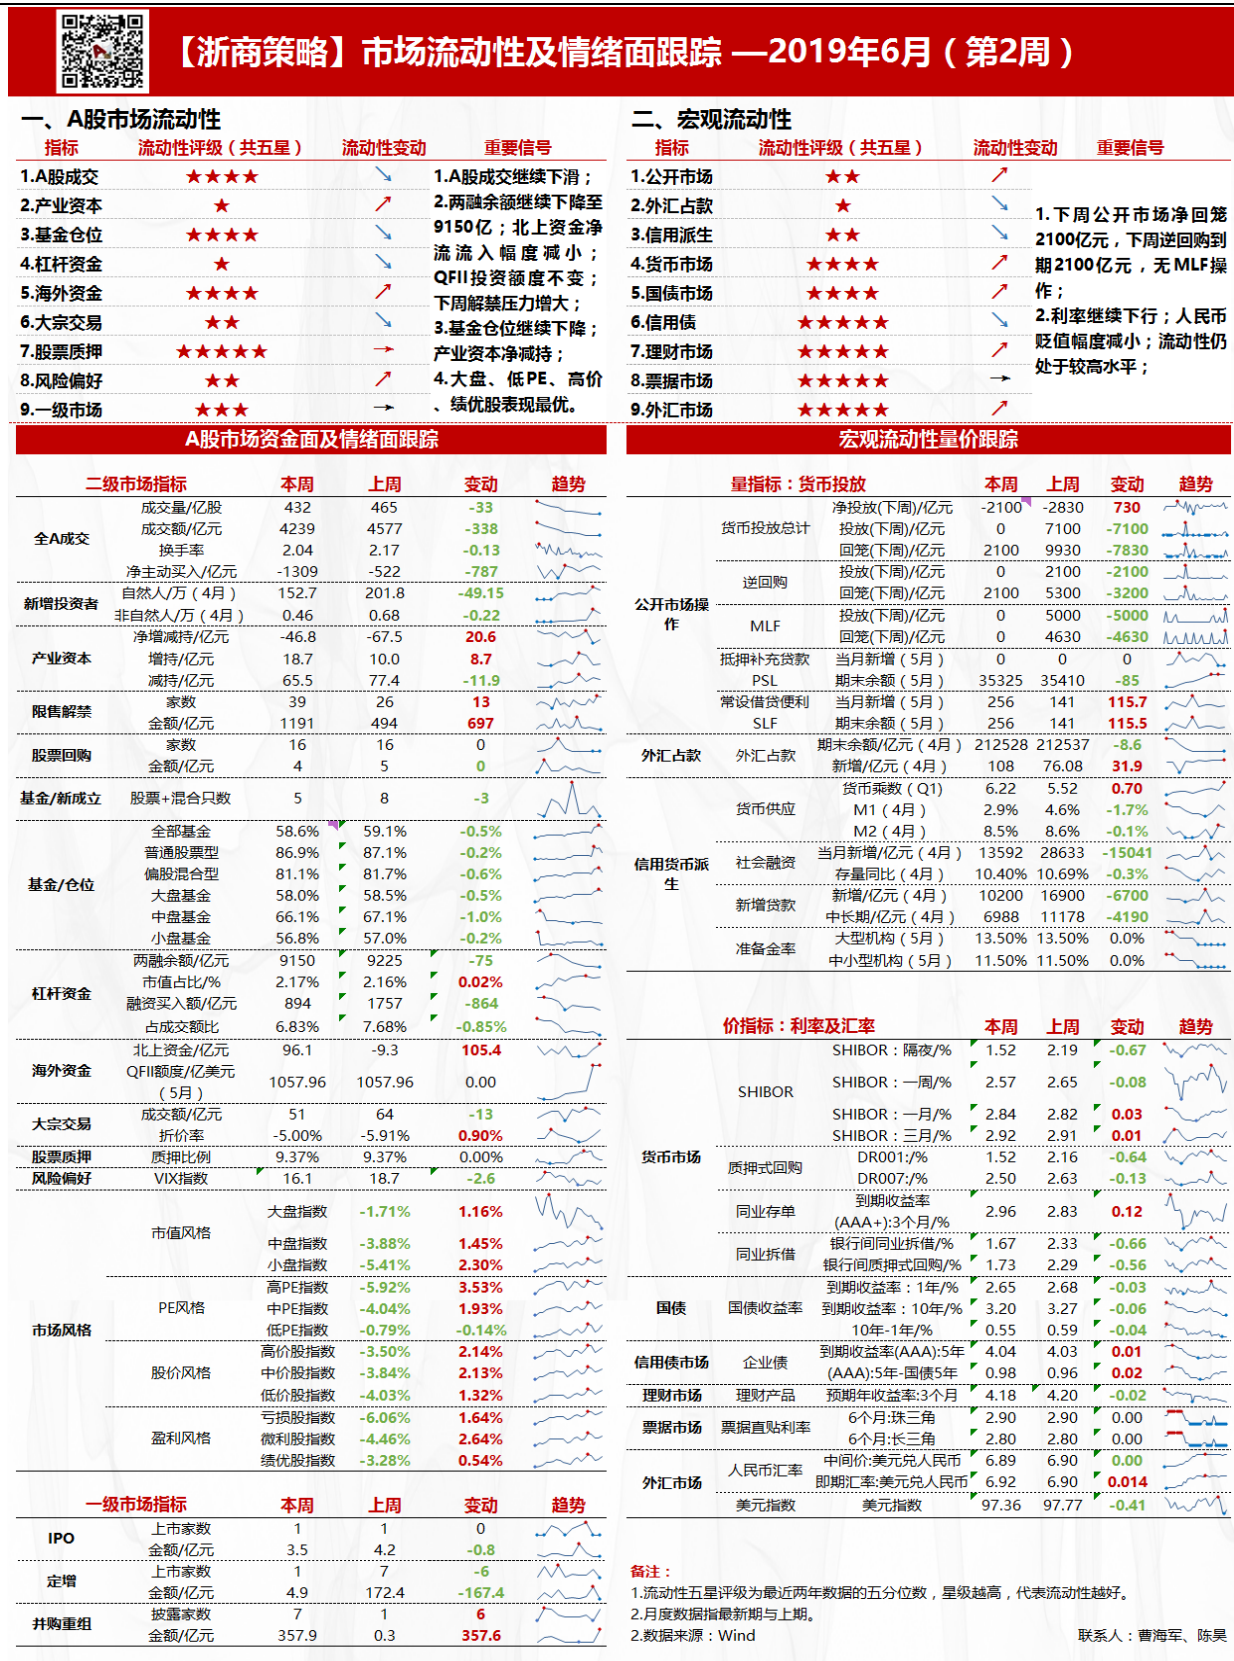 【浙商策略】市场流动性及情绪面跟踪 —2019年6月（第2周）
一、A股市场流动性
指标 流动性评级（共五星） 流动性变动 重要信号
1.A股成交 ★★★★ ↘
2.产业资本 ★ ↗
3.基金仓位 ★★★★ ↘
4.杠杆资金 ★ ↘
5.海外资金 ★★★★ ↗
6.大宗交易 ★★ ↘
7.股票质押 ★★★★★ →
8.风险偏好 ★★ ↗
9.一级市场 ★★★ →
1.A股成交继续下滑；
2.两融余额继续下降至
9150亿；北上资金净
流流入幅度减小；
QFII投资额度不变；
下周解禁压力增大；
3.基金仓位继续下降；
产业资本净减持；
4.大盘、低PE、高价
、绩优股表现最优。
二、宏观流动性
指标 流动性评级（共五星） 流动性变动 重要信号
1.公开市场 ★★ ↗
2.外汇占款 ★ ↘
3.信用派生 ★★ ↘
4.货币市场 ★★★★ ↗
5.国债市场 ★★★★ ↗
6.信用债 ★★★★★ ↘
7.理财市场 ★★★★★ ↗
8.票据市场 ★★★★★ →
9.外汇市场 ★★★★★ ↗
1.下周公开市场净回笼
2100亿元，下周逆回购到
期2100亿元，无MLF操
作；
2.利率继续下行；人民币
贬值幅度减小；流动性仍
处于较高水平；
A股市场资金面及情绪面跟踪
二级市场指标 本周 上周 变动 趋势
全A成交
成交量/亿股 432 465 -33
成交额/亿元 4239 4577 -338
换手率 2.04 2.17 -0.13
净主动买入/亿元 -1309 -522 -787
新增投资者
自然人/万（4月） 152.7 201.8 -49.15
非自然人/万（4月） 0.46 0.68 -0.22
产业资本
净增减持/亿元 -46.8 -67.5 20.6
增持/亿元 18.7 10.0 8.7
减持/亿元 65.5 77.4 -11.9
限售解禁
家数 39 26 13
金额/亿元 1191 494 697
股票回购
家数 16 16 0
金额/亿元 4 5 0
基金/新成立 股票+混合只数 5 8 -3
基金/仓位
全部基金 58.6% 59.1% -0.5%
普通股票型 86.9% 87.1% -0.2%
偏股混合型 81.1% 81.7% -0.6%
大盘基金 58.0% 58.5% -0.5%
中盘基金 66.1% 67.1% -1.0%
小盘基金 56.8% 57.0% -0.2%
杠杆资金
两融余额/亿元 9150 9225 -75
市值占比/% 2.17% 2.16% 0.02%
融资买入额/亿元 894 1757 -864
占成交额比 6.83% 7.68% -0.85%
海外资金
北上资金/亿元 96.1 -9.3 105.4
QFII额度/亿美元
（5月） 1057.96 1057.96 0.00
大宗交易
成交额/亿元 51 64 -13
折价率 -5.00% -5.91% 0.90%
股票质押 质押比例 9.37% 9.37% 0.00%
风险偏好 VIX指数 16.1 18.7 -2.6
市场风格
市值风格
大盘指数 -1.71% 1.16%
中盘指数 -3.88% 1.45%
小盘指数 -5.41% 2.30%
PE风格
高PE指数 -5.92% 3.53%
中PE指数 -4.04% 1.93%
低PE指数 -0.79% -0.14%
股价风格
高价股指数 -3.50% 2.14%
中价股指数 -3.84% 2.13%
低价股指数 -4.03% 1.32%
盈利风格
亏损股指数 -6.06% 1.64%
微利股指数 -4.46% 2.64%
绩优股指数 -3.28% 0.54%
一级市场指标 本周 上周 变动 趋势
IPO
上市家数 1 1 0
金额/亿元 3.5 4.2 -0.8
定增
上市家数 1 7 -6
金额/亿元 4.9 172.4 -167.4
并购重组
披露家数 7 1 6
金额/亿元 357.9 0.3 357.6
宏观流动性量价跟踪
量指标：货币投放 本周 上周 变动 趋势
公开市场操
作
货币投放总计
净投放(下周)/亿元 -2100 -2830 730
投放(下周)/亿元 0 7100 -7100
回笼(下周)/亿元 2100 9930 -7830
逆回购
投放(下周)/亿元 0 2100 -2100
回笼(下周)/亿元 2100 5300 -3200
MLF
投放(下周)/亿元 0 5000 -5000
回笼(下周)/亿元 0 4630 -4630
抵押补充贷款 当月新增（5月） 0 0 0
PSL 期末余额（5月） 35325 35410 -85
常设借贷便利 当月新增（5月） 256 141 115.7
SLF 期末余额（5月） 256 141 115.5
外汇占款 外汇占款
期末余额/亿元（4月） 212528 212537 -8.6
新增/亿元（4月） 108 76.08 31.9
信用货币派
生
货币供应
货币乘数（Q1) 6.22 5.52 0.70
M1（4月） 2.9% 4.6% -1.7%
M2（4月） 8.5% 8.6% -0.1%
社会融资
当月新增/亿元（4月） 13592 28633 -15041
存量同比（4月） 10.40% 10.69% -0.3%
新增贷款
新增/亿元（4月） 10200 16900 -6700
中长期/亿元（4月） 6988 11178 -4190
准备金率
大型机构（5月） 13.50% 13.50% 0.0%
中小型机构（5月） 11.50% 11.50% 0.0%
价指标：利率及汇率 本周 上周 变动 趋势
货币市场
SHIBOR
SHIBOR：隔夜/% 1.52 2.19 -0.67
SHIBOR：一周/% 2.57 2.65 -0.08
SHIBOR：一月/% 2.84 2.82 0.03
SHIBOR：三月/% 2.92 2.91 0.01
质押式回购
DR001:/% 1.52 2.16 -0.64
DR007:/% 2.50 2.63 -0.13
同业存单
到期收益率
(AAA+):3个月/% 2.96 2.83 0.12
同业拆借
银行间同业拆借/% 1.67 2.33 -0.66
银行间质押式回购/% 1.73 2.29 -0.56
国债 国债收益率
到期收益率：1年/% 2.65 2.68 -0.03
到期收益率：10年/% 3.20 3.27 -0.06
10年-1年/% 0.55 0.59 -0.04
信用债市场 企业债
到期收益率(AAA):5年 4.04 4.03 0.01
(AAA):5年-国债5年 0.98 0.96 0.02
理财市场 理财产品 预期年收益率:3个月 4.18 4.20 -0.02
票据市场 票据直贴利率
6个月:珠三角 2.90 2.90 0.00
6个月:长三角 2.80 2.80 0.00
外汇市场 人民币汇率
中间价:美元兑人民币 6.89 6.90 0.00
即期汇率:美元兑人民币 6.92 6.90 0.014
美元指数 美元指数 97.36 97.77 -0.41
备注：
1.流动性五星评级为最近两年数据的五分位数，星级越高，代表流动性越好。
2.月度数据指最新期与上期。
2.数据来源：Wind 联系人：曹海军、陈昊